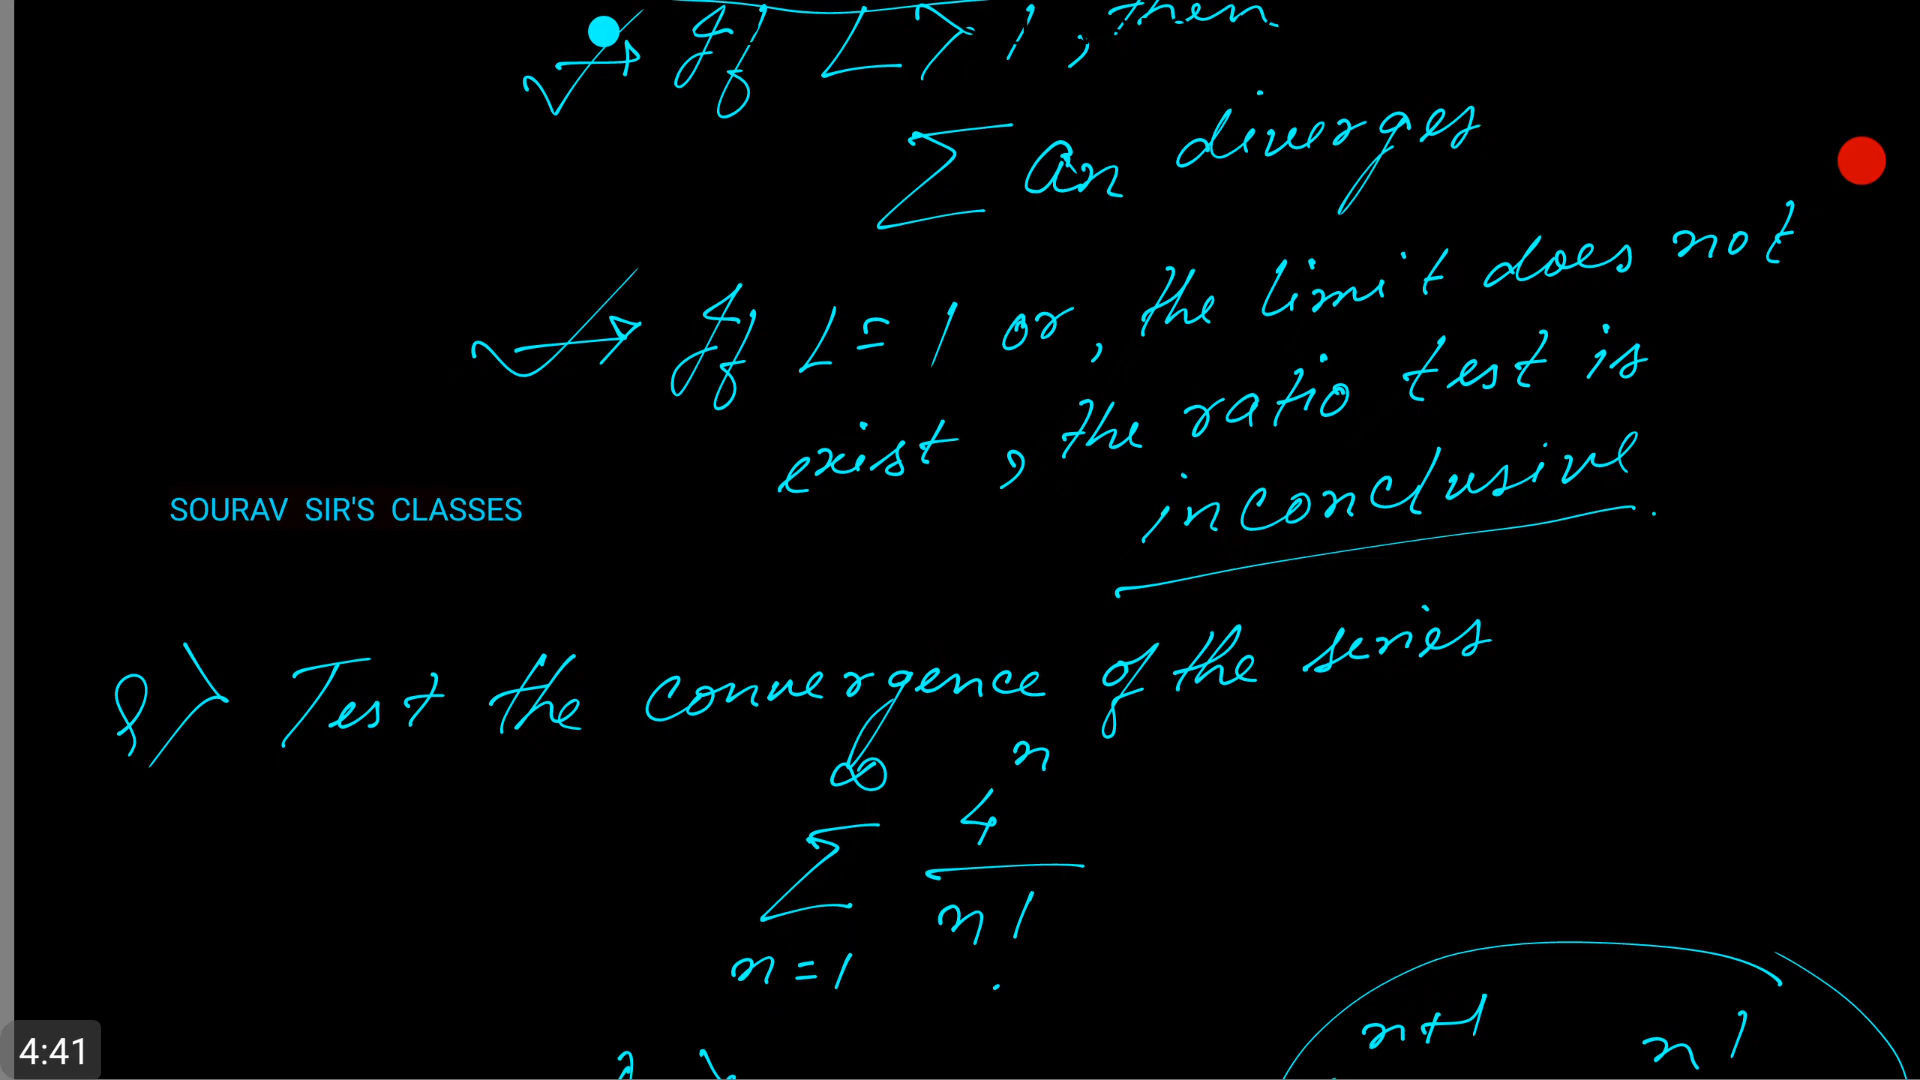 If L > 1, then
∑ an diverges
If L = 1 or, the limit does not
exist, the ratio test is
inconclusive.
SOURAV SIR'S CLASSES
Q> Test the convergence of the series
∞
∑ 4^n / n!
n = 1
n+1 n!
4:41